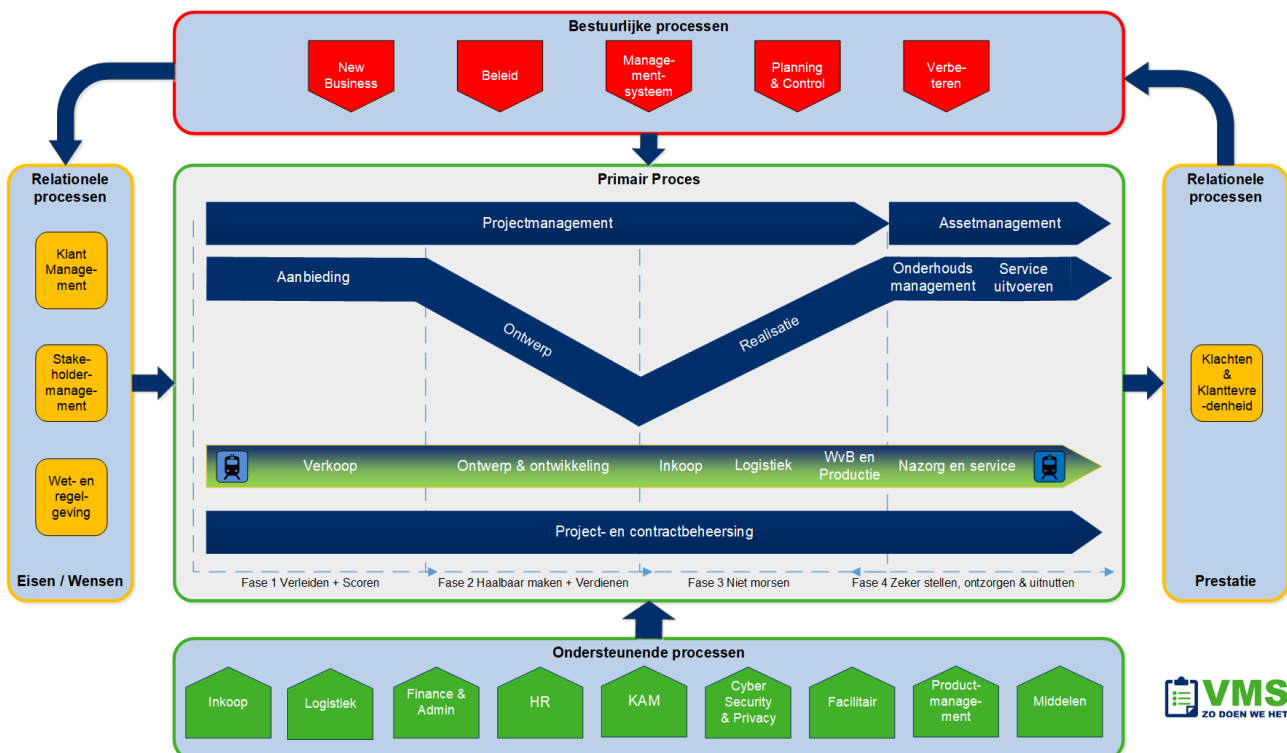 Bestuurlijke processen
New
Business
Beleid
Manage-
ment-
systeem
Planning
& Control
Verbe-
teren
Relationele
processen
Klant
Manage-
ment
Stake-
holder-
manage-
ment
Wet- en
regel-
geving
Eisen / Wensen
Primair Proces
Projectmanagement
Assetmanagement
Aanbieding
Ontwerp
Realisatie
Onderhouds
management
Service
uitvoeren
Verkoop
Ontwerp & ontwikkeling
Inkoop
Logistiek
WvB en
Productie
Nazorg en service
Project- en contractbeheersing
Fase 1 Verleiden + Scoren
Fase 2 Haalbaar maken + Verdienen
Fase 3 Niet morsen
Fase 4 Zeker stellen, ontzorgen & uitnutten
Relationele
processen
Klachten
&
Klanttevre
-denheid
Prestatie
Ondersteunende processen
Inkoop
Logistiek
Finance &
Admin
HR
KAM
Cyber
Security
& Privacy
Facilitair
Product-
manage-
ment
Middelen
VMS
ZO DOEN WE HET